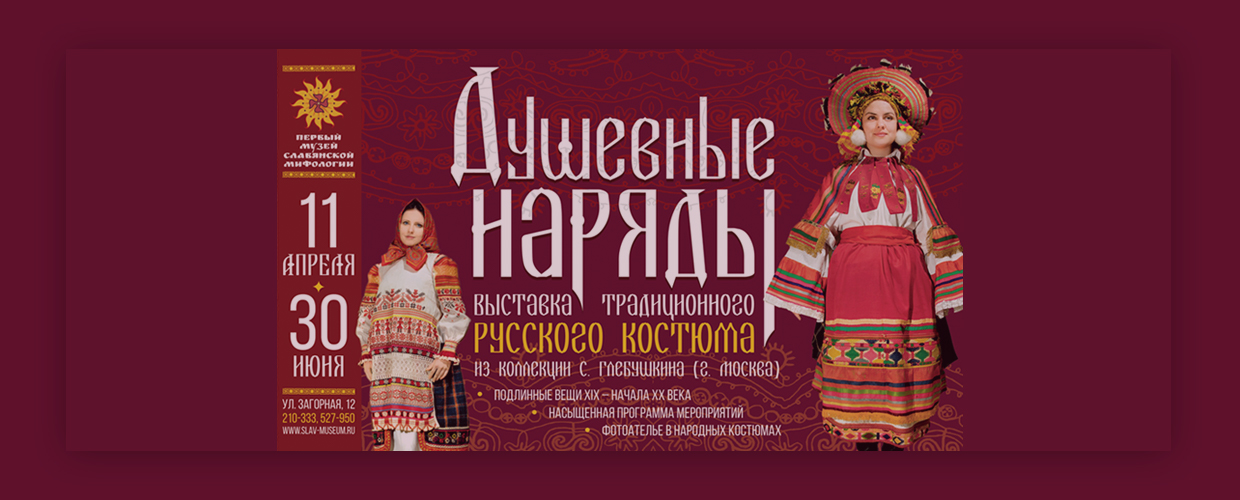 ПЕРВЫЙ
МУЗЕЙ
СЛАВЯНСКОЙ
МИФОЛОГИИ
11
АПРЕЛЯ
30
ИЮНЯ
УЛ. ЗАГОРНАЯ, 12
210-333, 527-950
WWW.SLAV-MUSEUM.RU
Душевные
наряды
ВЫСТАВКА ТРАДИЦИОННОГО
РУССКОГО КОСТЮМА
ИЗ КОЛЛЕКЦИИ С. ГЛЕБУШКИНА (Г. МОСКВА)
• ПОДЛИННЫЕ ВЕЩИ XIX – НАЧАЛА XX ВЕКА
• НАСЫЩЕННАЯ ПРОГРАММА МЕРОПРИЯТИЙ
• ФОТОАТЕЛЬЕ В НАРОДНЫХ КОСТЮМАХ